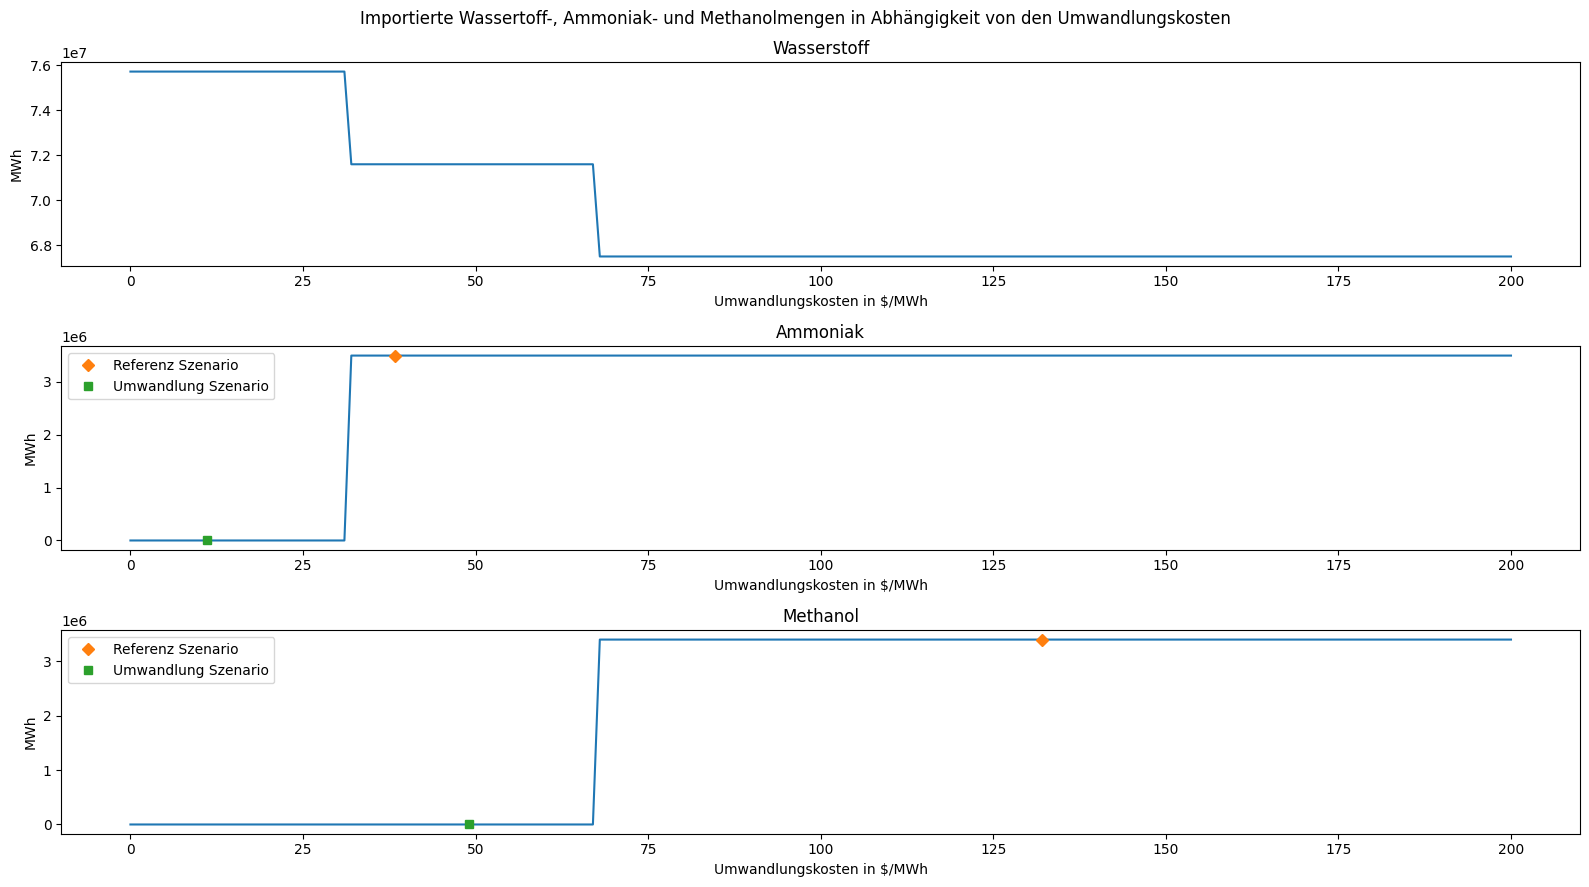 Importierte Wassertoff-, Ammoniak- und Methanolmengen in Abhängigkeit von den Umwandlungskosten
Wasserstoff
1e7
7.6
7.4
7.2
7.0
6.8
MWh
0 25 50 75 100 125 150 175 200
Umwandlungskosten in $/MWh
Ammoniak
1e6
Referenz Szenario
Umwandlung Szenario
3
2
1
0
MWh
0 25 50 75 100 125 150 175 200
Umwandlungskosten in $/MWh
Methanol
1e6
Referenz Szenario
Umwandlung Szenario
3
2
1
0
MWh
0 25 50 75 100 125 150 175 200
Umwandlungskosten in $/MWh